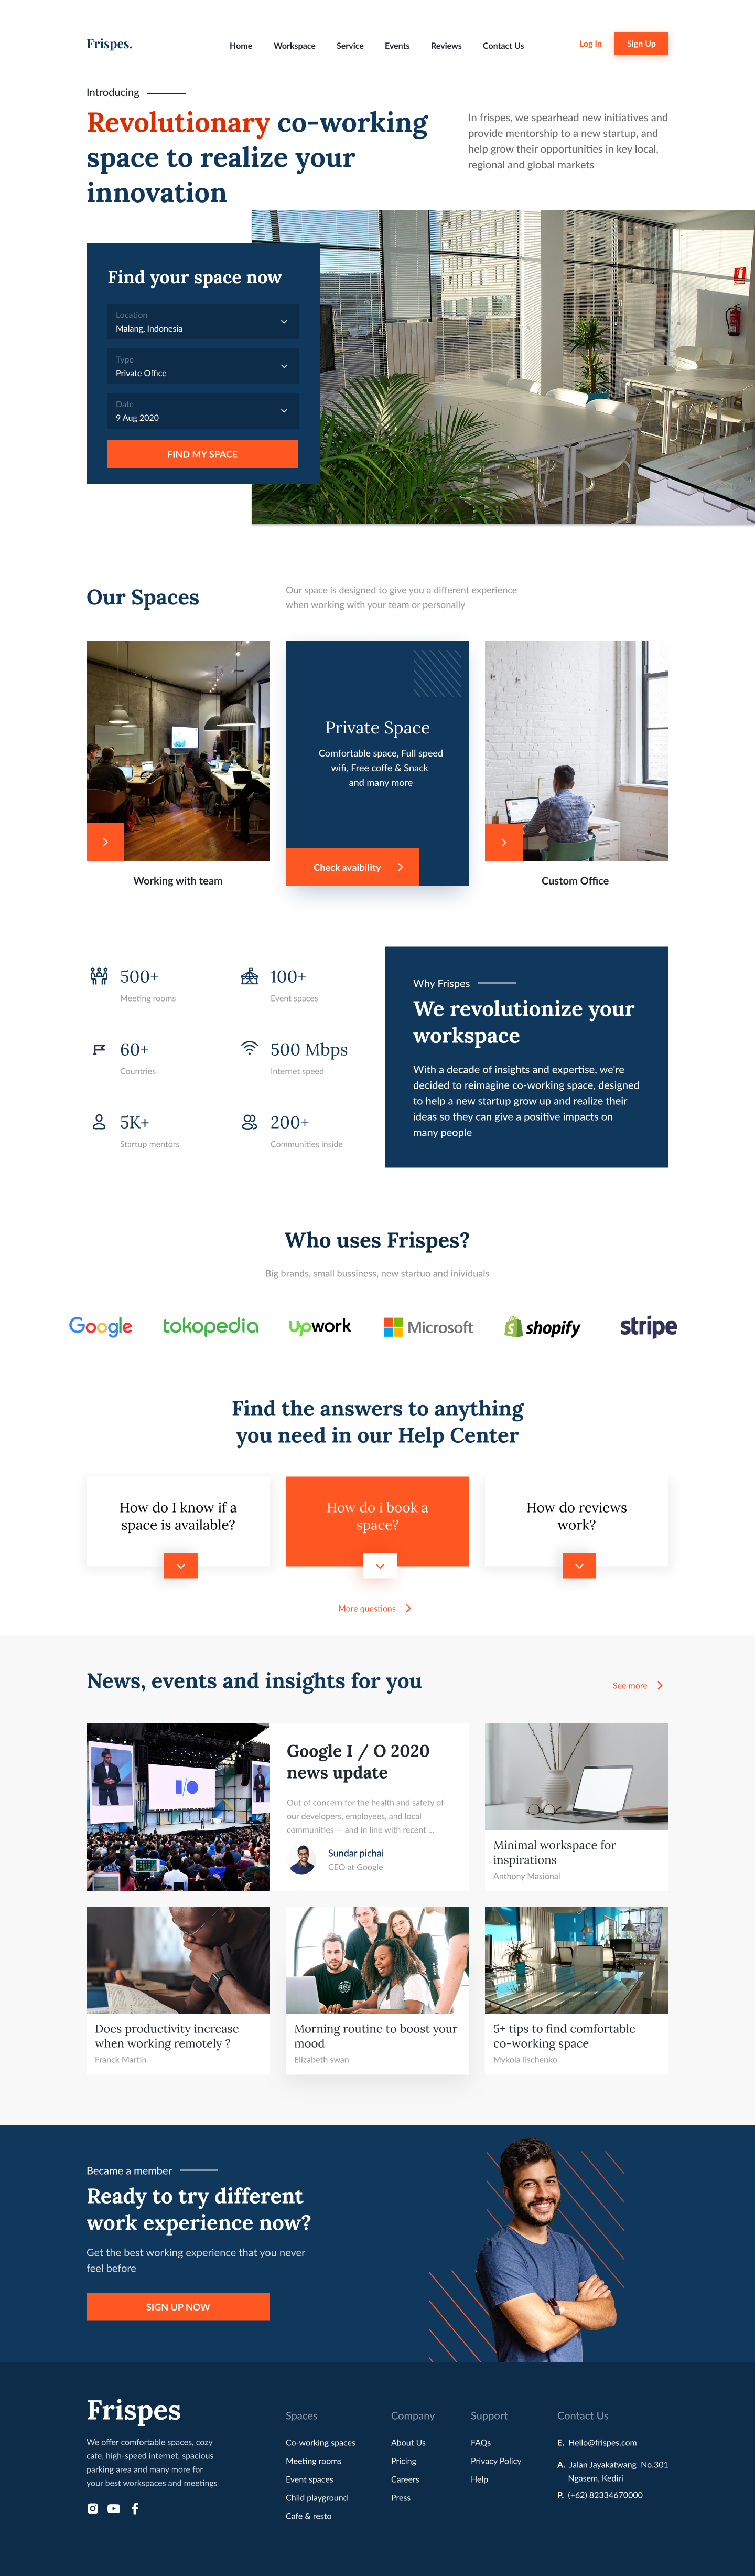 Frispes.
Home Workspace Service Events Reviews Contact Us Log In Sign Up
Introducing
Revolutionary co-working
space to realize your
innovation
In frispes, we spearhead new initiatives and
provide mentorship to a new startup, and
help grow their opportunities in key local,
regional and global markets
Find your space now
Location
Malang, Indonesia
Type
Private Office
Date
9 Aug 2020
FIND MY SPACE
Our Spaces
Our space is designed to give you a different experience
when working with your team or personally
Working with team
Private Space
Comfortable space, Full speed
wifi, Free coffe & Snack
and many more
Check avaibility
Custom Office
500+
Meeting rooms
100+
Event spaces
60+
Countries
500 Mbps
Internet speed
5K+
Startup mentors
200+
Communities inside
Why Frispes
We revolutionize your
workspace
With a decade of insights and expertise, we're
decided to reimagine co-working space, designed
to help a new startup grow up and realize their
ideas so they can give a positive impacts on
many people
Who uses Frispes?
Big brands, small bussiness, new startuo and inividuals
Google tokopedia upwork Microsoft shopify stripe
Find the answers to anything
you need in our Help Center
How do I know if a
space is available?
How do i book a
space?
How do reviews
work?
More questions
News, events and insights for you
See more
I/O
Google I / O 2020
news update
Out of concern for the health and safety of
our developers, employees, and local
communities — and in line with recent ...
Sundar pichai
CEO at Google
Minimal workspace for
inspirations
Anthony Masional
Does productivity increase
when working remotely ?
Franck Martin
Morning routine to boost your
mood
Elizabeth swan
5+ tips to find comfortable
co-working space
Mykola Ilschenko
Became a member
Ready to try different
work experience now?
Get the best working experience that you never
feel before
SIGN UP NOW
Frispes
We offer comfortable spaces, cozy
cafe, high-speed internet, spacious
parking area and many more for
your best workspaces and meetings
Spaces
Co-working spaces
Meeting rooms
Event spaces
Child playground
Cafe & resto
Company
About Us
Pricing
Careers
Press
Support
FAQs
Privacy Policy
Help
Contact Us
E. Hello@frispes.com
A. Jalan Jayakatwang No.301
Ngasem, Kediri
P. (+62) 82334670000